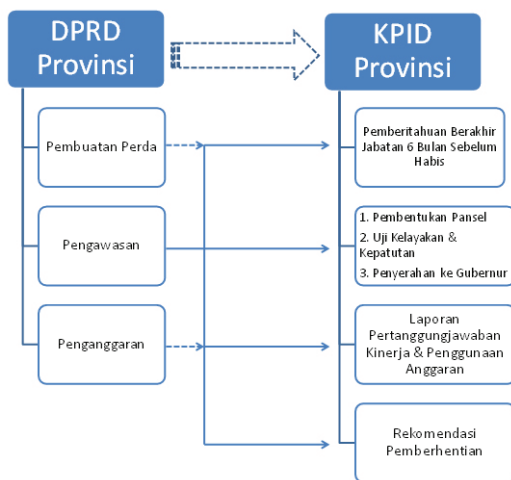 DPRD
Provinsi
KPID
Provinsi
Pembuatan Perda
Pemberitahuan Berakhir
Jabatan 6 Bulan Sebelum
Habis
Pengawasan
1. Pembentukan Pansel
2. Uji Kelayakan &
Kepatutan
3. Penyerahan ke Gubernur
Penganggaran
Laporan
Pertanggungjawaban
Kinerja & Penggunaan
Anggaran
Rekomendasi
Pemberhentian